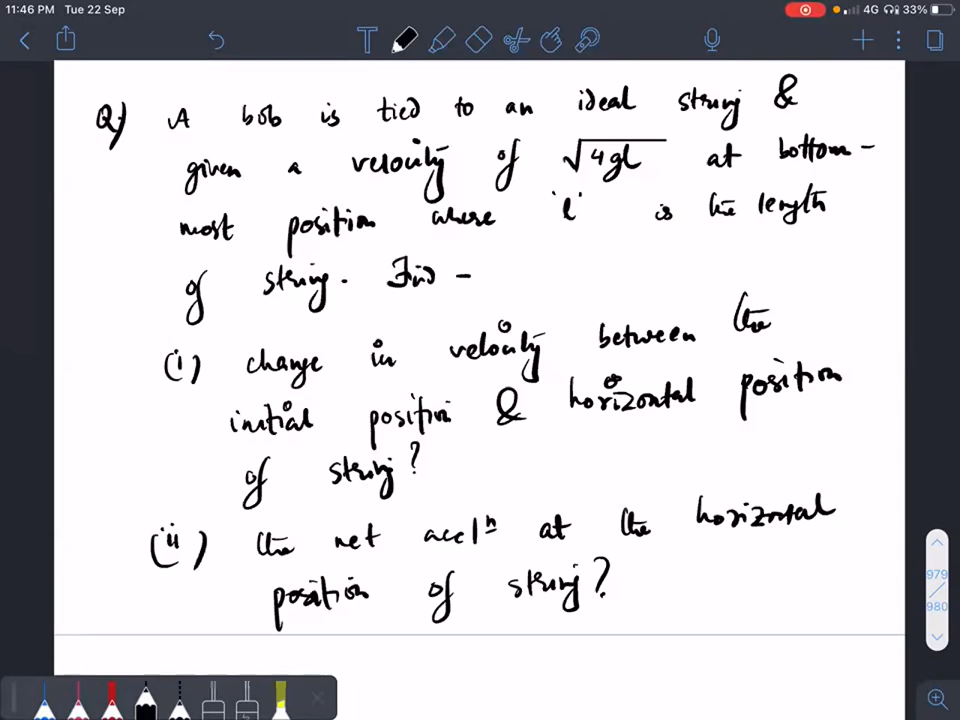 11:46 PM Tue 22 Sep 4G 33%
Q) A bob is tied to an ideal string &
given a velocity of √4gl at bottom-
most position where 'l' is the length
of string. Find -
(i) change in velocity between the
initial position & horizontal position
of string?
(ii) the net accln at the horizontal
position of string?
979
/
980